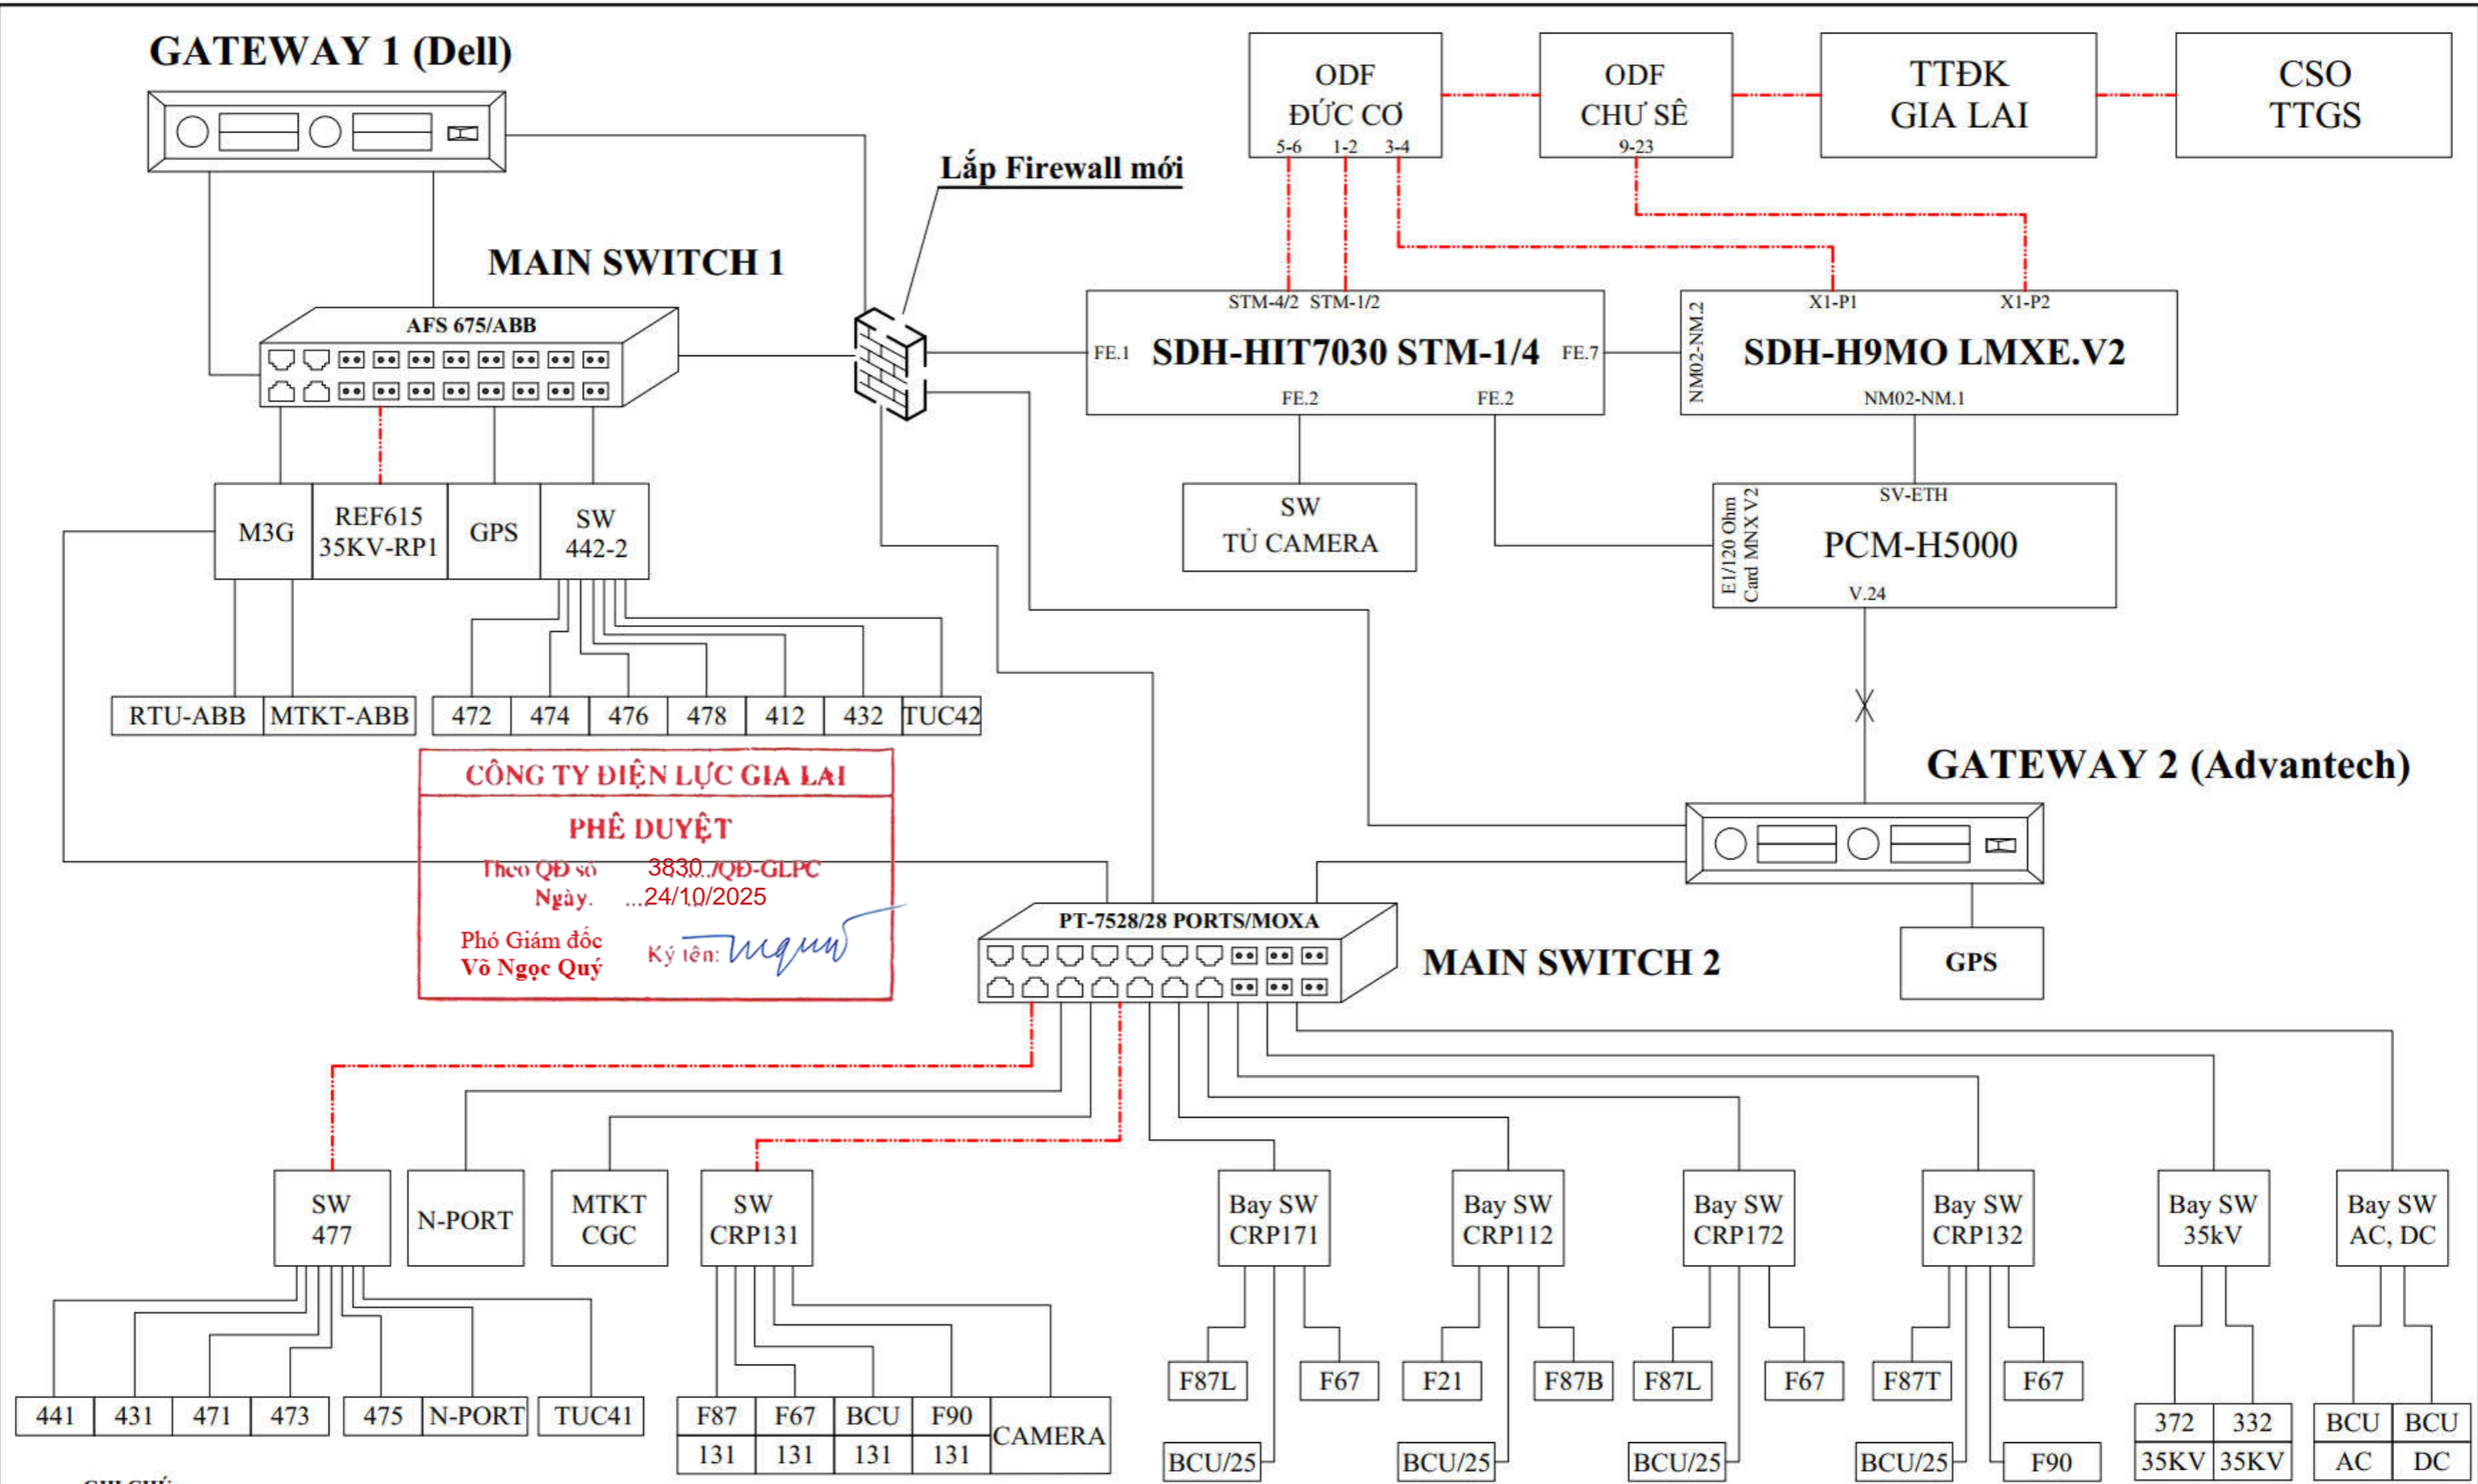 GATEWAY 1 (Dell)
ODF
ĐỨC CƠ
5-6 1-2 3-4
ODF
CHƯ SÊ
9-23
TTĐK
GIA LAI
CSO
TTGS
Lắp Firewall mới
MAIN SWITCH 1
AFS 675/ABB
STM-4/2 STM-1/2
FE.1 SDH-HIT7030 STM-1/4 FE.7
FE.2 FE.2
NM02-NM.2
X1-P1 X1-P2
SDH-H9MO LMXE.V2
NM02-NM.1
M3G
REF615
35KV-RP1
GPS
SW
442-2
SW
TỦ CAMERA
E1/120 Ohm
Card MNX V2
SV-ETH
PCM-H5000
V.24
RTU-ABB MTKT-ABB
472 474 476 478 412 432 TUC42
CÔNG TY ĐIỆN LỰC GIA LAI
PHÊ DUYỆT
Theo QĐ số 3830../QĐ-GLPC
Ngày. ...24/10/2025
Phó Giám đốc
Võ Ngọc Quý
Ký tên:
GATEWAY 2 (Advantech)
GPS
PT-7528/28 PORTS/MOXA
MAIN SWITCH 2
SW
477
N-PORT
MTKT
CGC
SW
CRP131
Bay SW
CRP171
Bay SW
CRP112
Bay SW
CRP172
Bay SW
CRP132
Bay SW
35kV
Bay SW
AC, DC
F87L F67 F21 F87B F87L F67 F87T F67
441 431 471 473 475 N-PORT TUC41
F87 F67 BCU F90
131 131 131 131
CAMERA
BCU/25 BCU/25 BCU/25 BCU/25 F90
372 332
35KV 35KV
BCU BCU
AC DC